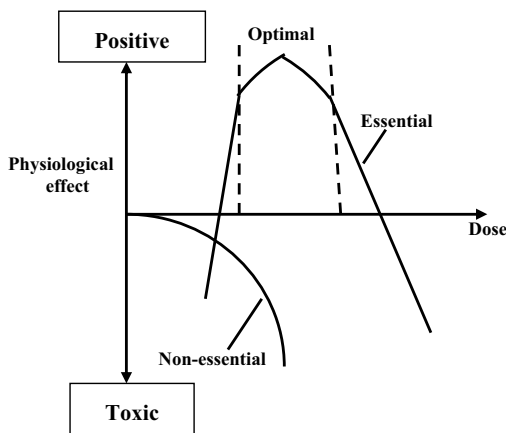 Positive
Optimal
Essential
Physiological
effect
Dose
Non-essential
Toxic